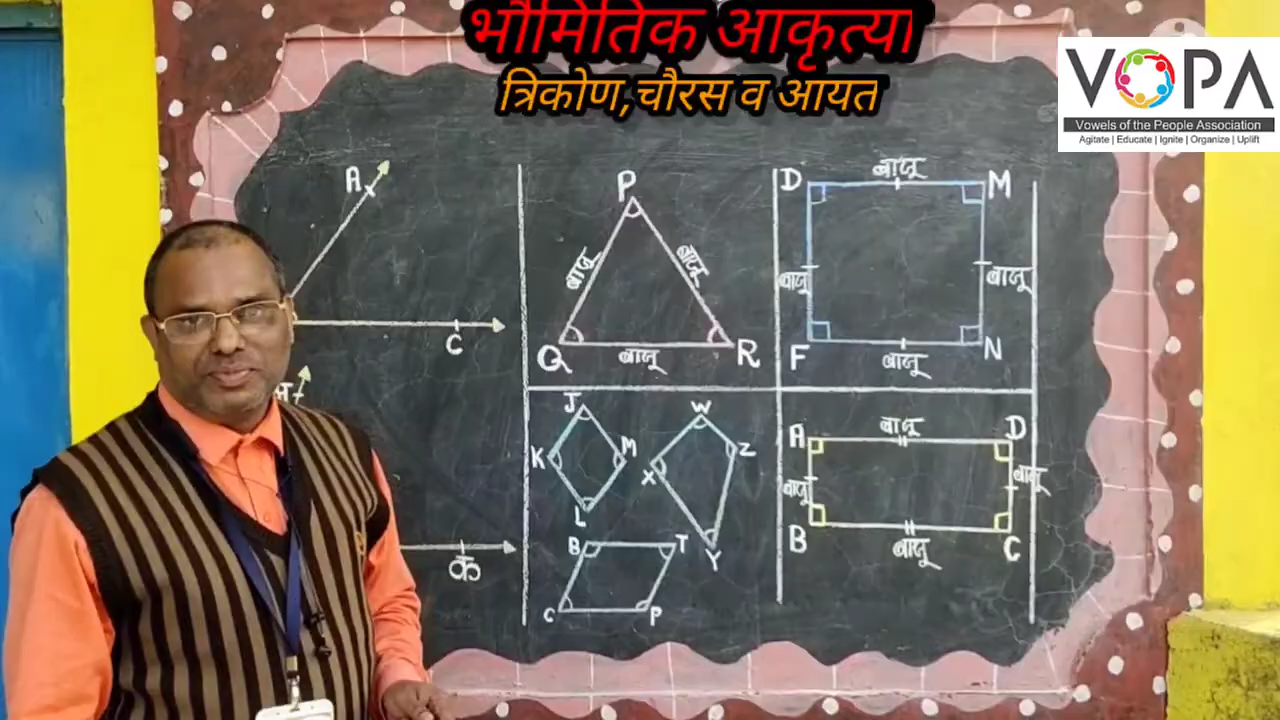 भौमितिक आकृत्या
त्रिकोण,चौरस व आयत
VOPA
Vowels of the People Association
Agitate | Educate | Ignite | Organize | Uplift
A
C
क
P
बाजू
बाजू
Q
बाजू
R
D
बाजू
M
बाजू
बाजू
F
बाजू
N
J
K
M
L
W
Z
X
Y
B
T
C
P
A
बाजू
D
बाजू
बाजू
B
बाजू
C